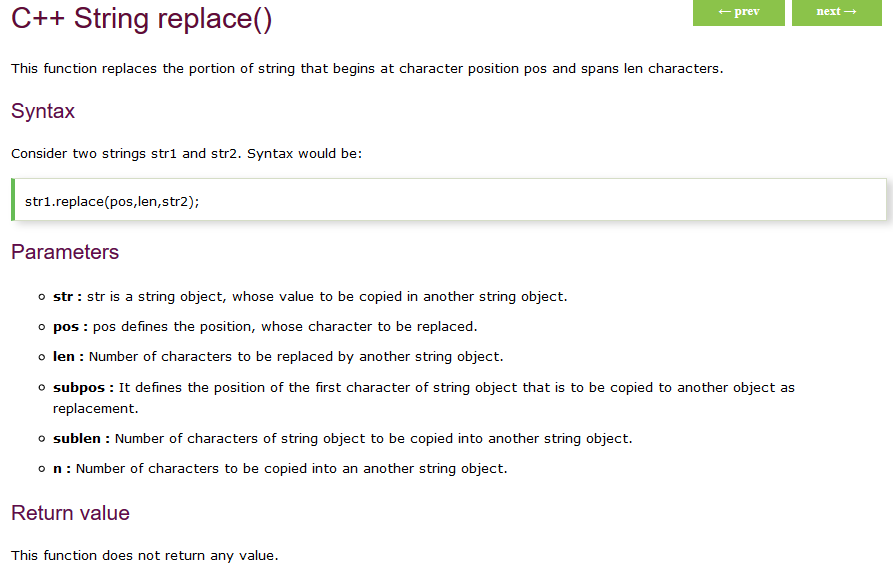 C++ String replace()
← prev
next →
This function replaces the portion of string that begins at character position pos and spans len characters.
Syntax
Consider two strings str1 and str2. Syntax would be:
str1.replace(pos,len,str2);
Parameters
str : str is a string object, whose value to be copied in another string object.
pos : pos defines the position, whose character to be replaced.
len : Number of characters to be replaced by another string object.
subpos : It defines the position of the first character of string object that is to be copied to another object as
replacement.
sublen : Number of characters of string object to be copied into another string object.
n : Number of characters to be copied into an another string object.
Return value
This function does not return any value.